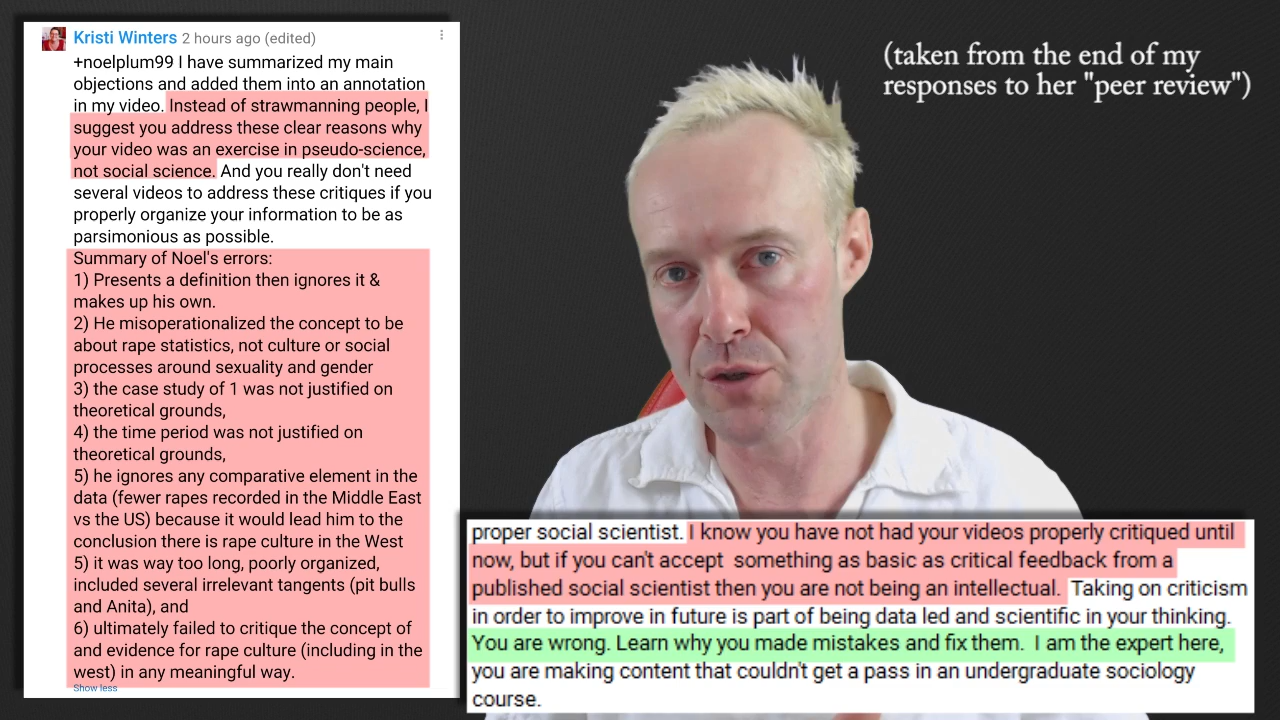 Kristi Winters 2 hours ago (edited)
+noelplum99 I have summarized my main
objections and added them into an annotation
in my video. Instead of strawmanning people, I
suggest you address these clear reasons why
your video was an exercise in pseudo-science,
not social science. And you really don't need
several videos to address these critiques if you
properly organize your information to be as
parsimonious as possible.
Summary of Noel's errors:
1) Presents a definition then ignores it &
makes up his own.
2) He misoperationalized the concept to be
about rape statistics, not culture or social
processes around sexuality and gender
3) the case study of 1 was not justified on
theoretical grounds,
4) the time period was not justified on
theoretical grounds,
5) he ignores any comparative element in the
data (fewer rapes recorded in the Middle East
vs the US) because it would lead him to the
conclusion there is rape culture in the West
5) it was way too long, poorly organized,
included several irrelevant tangents (pit bulls
and Anita), and
6) ultimately failed to critique the concept of
and evidence for rape culture (including in the
west) in any meaningful way.
Show less
(taken from the end of my
responses to her "peer review")
proper social scientist. I know you have not had your videos properly critiqued until
now, but if you can't accept something as basic as critical feedback from a
published social scientist then you are not being an intellectual. Taking on criticism
in order to improve in future is part of being data led and scientific in your thinking.
You are wrong. Learn why you made mistakes and fix them. I am the expert here,
you are making content that couldn't get a pass in an undergraduate sociology
course.